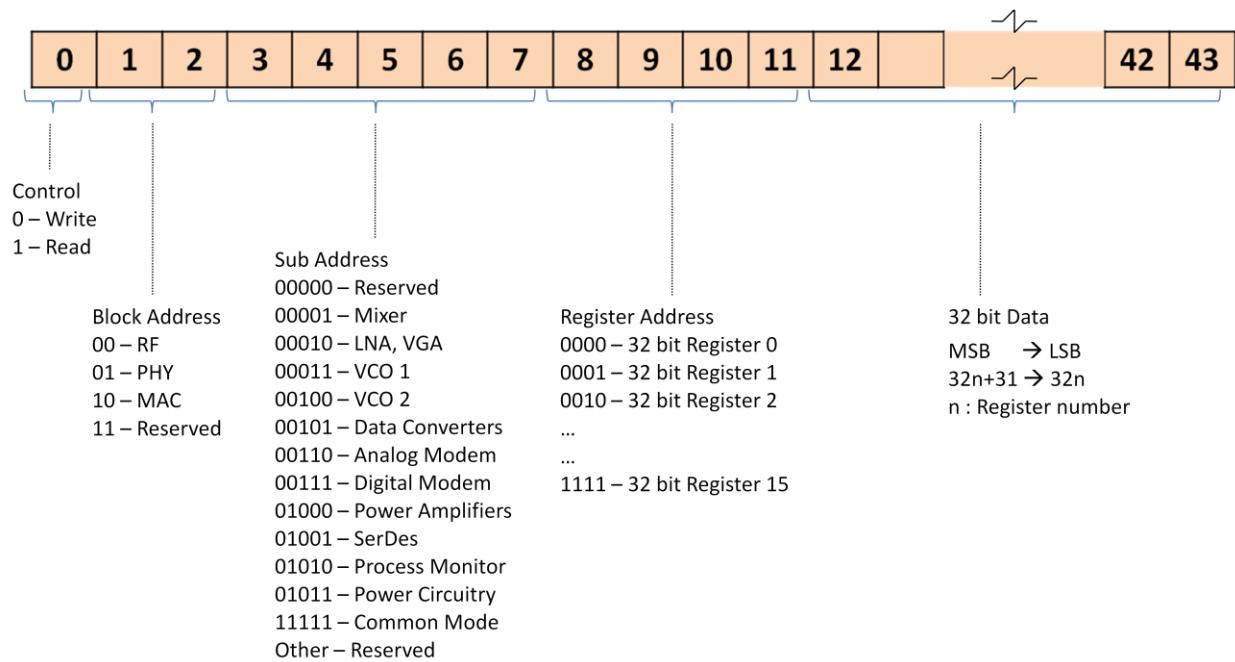 0 1 2 3 4 5 6 7 8 9 10 11 12 42 43
Control
0 – Write
1 – Read
Block Address
00 – RF
01 – PHY
10 – MAC
11 – Reserved
Sub Address
00000 – Reserved
00001 – Mixer
00010 – LNA, VGA
00011 – VCO 1
00100 – VCO 2
00101 – Data Converters
00110 – Analog Modem
00111 – Digital Modem
01000 – Power Amplifiers
01001 – SerDes
01010 – Process Monitor
01011 – Power Circuitry
11111 – Common Mode
Other – Reserved
Register Address
0000 – 32 bit Register 0
0001 – 32 bit Register 1
0010 – 32 bit Register 2
...
...
1111 – 32 bit Register 15
32 bit Data
MSB → LSB
32n+31 → 32n
n : Register number